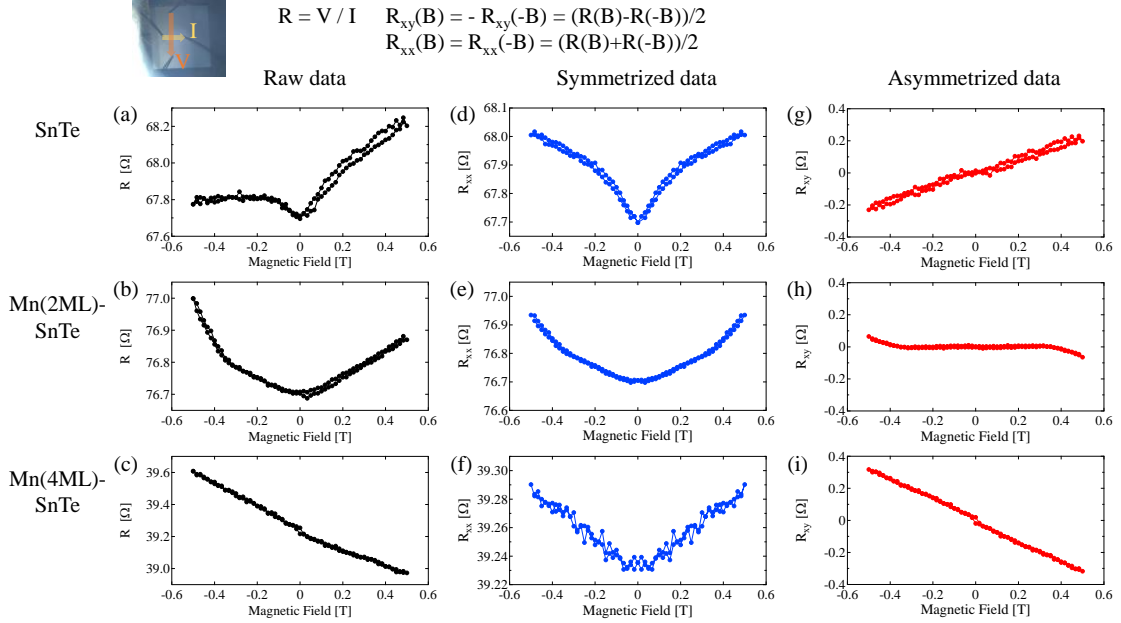 R = V / I R_xy(B) = - R_xy(-B) = (R(B)-R(-B))/2
R_xx(B) = R_xx(-B) = (R(B)+R(-B))/2
I
V
Raw data
Symmetrized data
Asymmetrized data
SnTe
(a)
R [Ω]
68.2
68.0
67.8
67.6
-0.6 -0.4 -0.2 0 0.2 0.4 0.6
Magnetic Field [T]
(d)
R_xx [Ω]
68.0
67.9
67.8
67.7
-0.6 -0.4 -0.2 0 0.2 0.4 0.6
Magnetic Field [T]
(g)
R_xy [Ω]
0.4
0.2
0
-0.2
-0.4
-0.6 -0.4 -0.2 0 0.2 0.4 0.6
Magnetic Field [T]
Mn(2ML)-
SnTe
(b)
R [Ω]
77.0
76.9
76.8
76.7
-0.6 -0.4 -0.2 0 0.2 0.4 0.6
Magnetic Field [T]
(e)
R_xx [Ω]
77.0
76.9
76.8
76.7
76.6
-0.6 -0.4 -0.2 0 0.2 0.4 0.6
Magnetic Field [T]
(h)
R_xy [Ω]
0.4
0.2
0
-0.2
-0.4
-0.6 -0.4 -0.2 0 0.2 0.4 0.6
Magnetic Field [T]
Mn(4ML)-
SnTe
(c)
R [Ω]
39.6
39.4
39.2
39.0
-0.6 -0.4 -0.2 0 0.2 0.4 0.6
Magnetic Field [T]
(f)
R_xx [Ω]
39.30
39.28
39.26
39.24
39.22
-0.6 -0.4 -0.2 0 0.2 0.4 0.6
Magnetic Field [T]
(i)
R_xy [Ω]
0.4
0.2
0
-0.2
-0.4
-0.6 -0.4 -0.2 0 0.2 0.4 0.6
Magnetic Field [T]